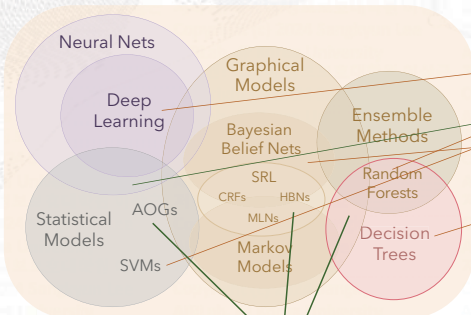 Neural Nets
Deep
Learning
Graphical
Models
Bayesian
Belief Nets
SRL
CRFs
HBNs
MLNs
Markov
Models
Ensemble
Methods
Random
Forests
Decision
Trees
Statistical
Models
AOGs
SVMs